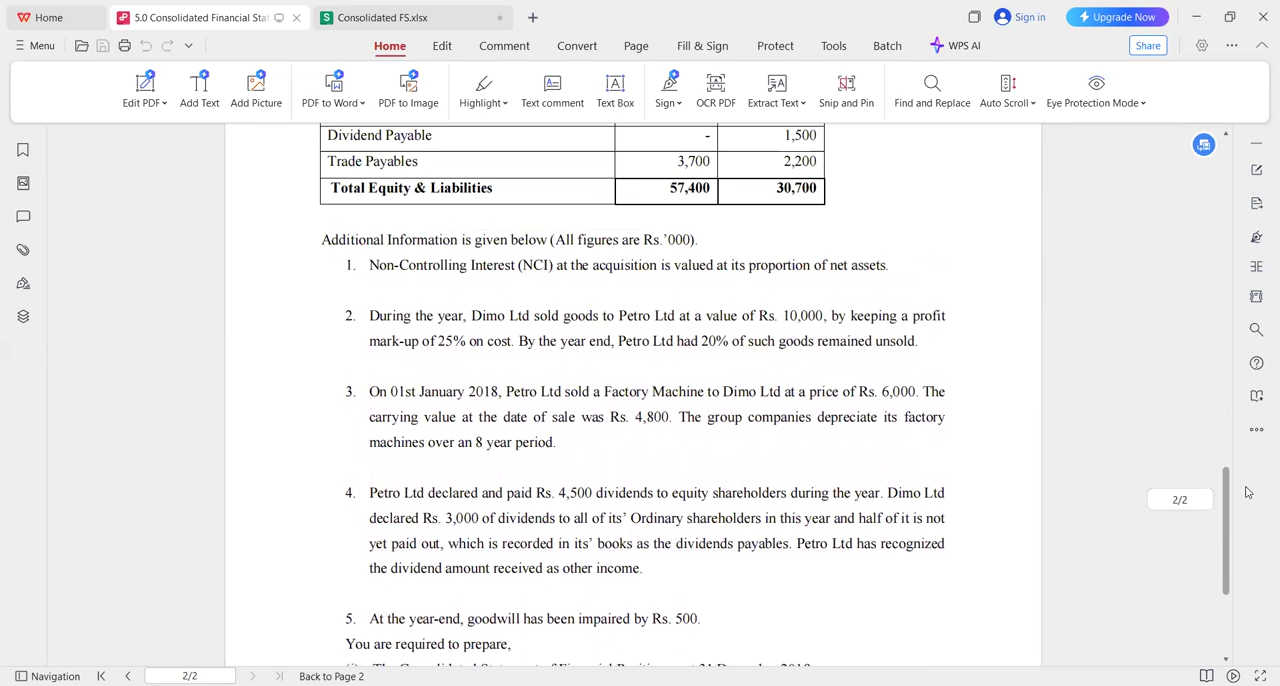 Home
5.0 Consolidated Financial Sta
Consolidated FS.xlsx
Sign in
Upgrade Now
Menu
Home
Edit
Comment
Convert
Page
Fill & Sign
Protect
Tools
Batch
WPS AI
Share
Edit PDF
Add Text
Add Picture
PDF to Word
PDF to Image
Highlight
Text comment
Text Box
Sign
OCR PDF
Extract Text
Snip and Pin
Find and Replace
Auto Scroll
Eye Protection Mode
Dividend Payable - 1,500
Trade Payables 3,700 2,200
Total Equity & Liabilities 57,400 30,700
Additional Information is given below (All figures are Rs.’000).
1. Non-Controlling Interest (NCI) at the acquisition is valued at its proportion of net assets.
2. During the year, Dimo Ltd sold goods to Petro Ltd at a value of Rs. 10,000, by keeping a profit
mark-up of 25% on cost. By the year end, Petro Ltd had 20% of such goods remained unsold.
3. On 01st January 2018, Petro Ltd sold a Factory Machine to Dimo Ltd at a price of Rs. 6,000. The
carrying value at the date of sale was Rs. 4,800. The group companies depreciate its factory
machines over an 8 year period.
4. Petro Ltd declared and paid Rs. 4,500 dividends to equity shareholders during the year. Dimo Ltd
declared Rs. 3,000 of dividends to all of its’ Ordinary shareholders in this year and half of it is not
yet paid out, which is recorded in its’ books as the dividends payables. Petro Ltd has recognized
the dividend amount received as other income.
5. At the year-end, goodwill has been impaired by Rs. 500.
You are required to prepare,
2/2
Navigation
2/2
Back to Page 2